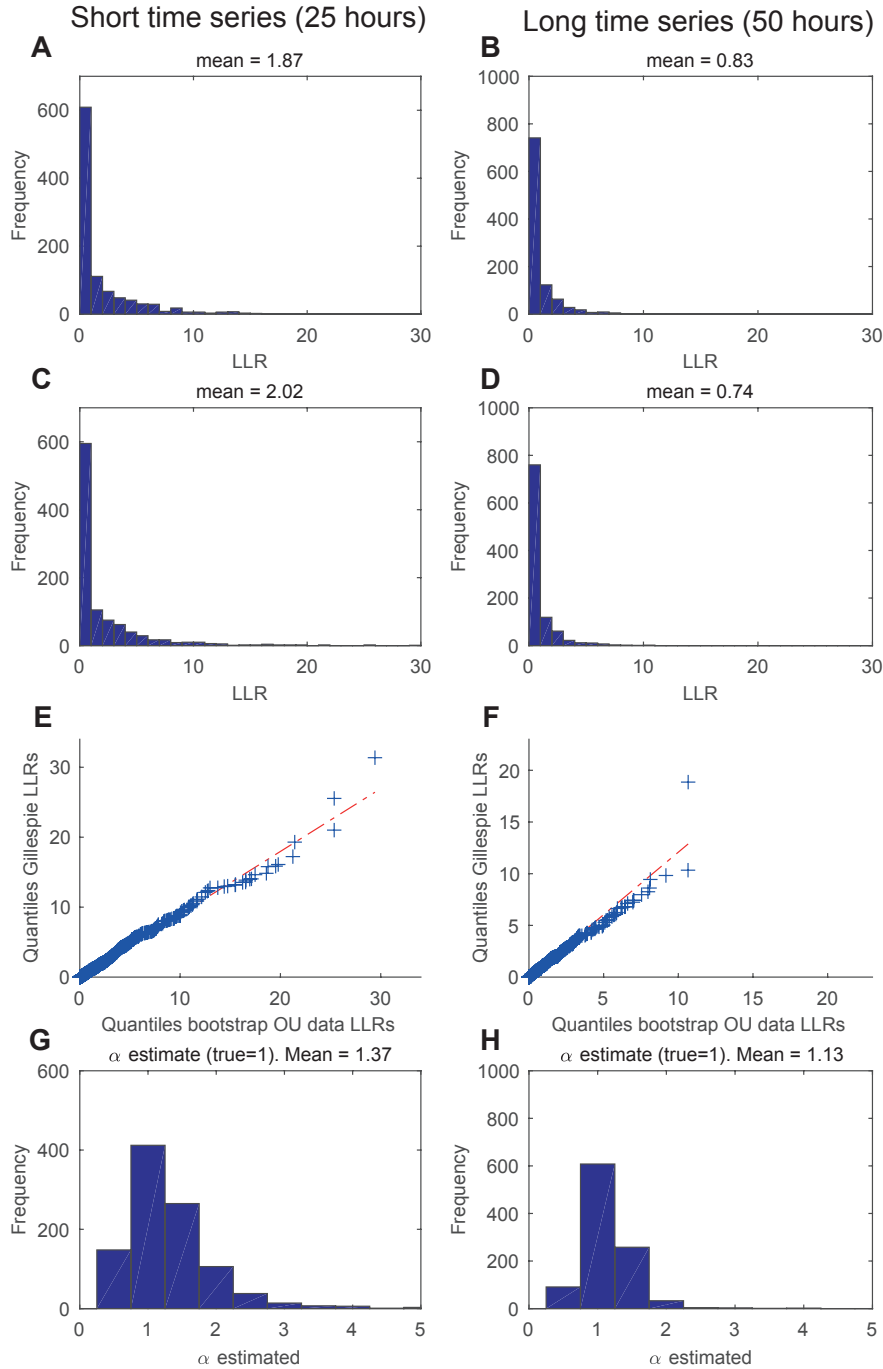 Short time series (25 hours)
Long time series (50 hours)
A
mean = 1.87
Frequency
600
400
200
0
0 10 20 30
LLR
B
mean = 0.83
Frequency
1000
800
600
400
200
0
0 10 20 30
LLR
C
mean = 2.02
Frequency
600
400
200
0
0 10 20 30
LLR
D
mean = 0.74
Frequency
1000
800
600
400
200
0
0 10 20 30
LLR
E
Quantiles Gillespie LLRs
30
20
10
0
0 10 20 30
Quantiles bootstrap OU data LLRs
F
Quantiles Gillespie LLRs
20
15
10
5
0
0 5 10 15 20
Quantiles bootstrap OU data LLRs
G
α estimate (true=1). Mean = 1.37
Frequency
600
400
200
0
0 1 2 3 4 5
α estimated
H
α estimate (true=1). Mean = 1.13
Frequency
1000
800
600
400
200
0
0 1 2 3 4 5
α estimated